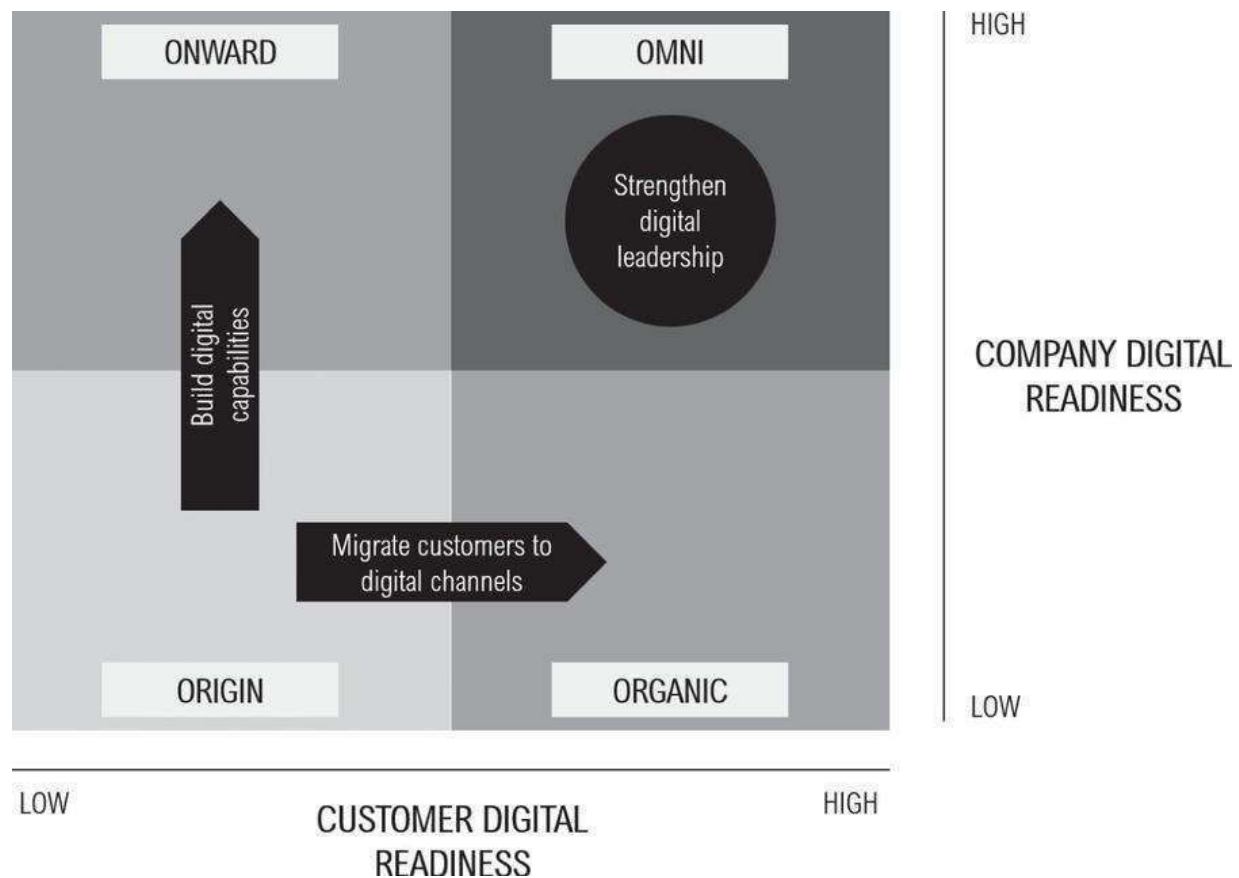 ONWARD
OMNI
HIGH
Strengthen
digital
leadership
Build digital
capabilities
COMPANY DIGITAL
READINESS
Migrate customers to
digital channels
ORIGIN
ORGANIC
LOW
LOW
HIGH
CUSTOMER DIGITAL
READINESS